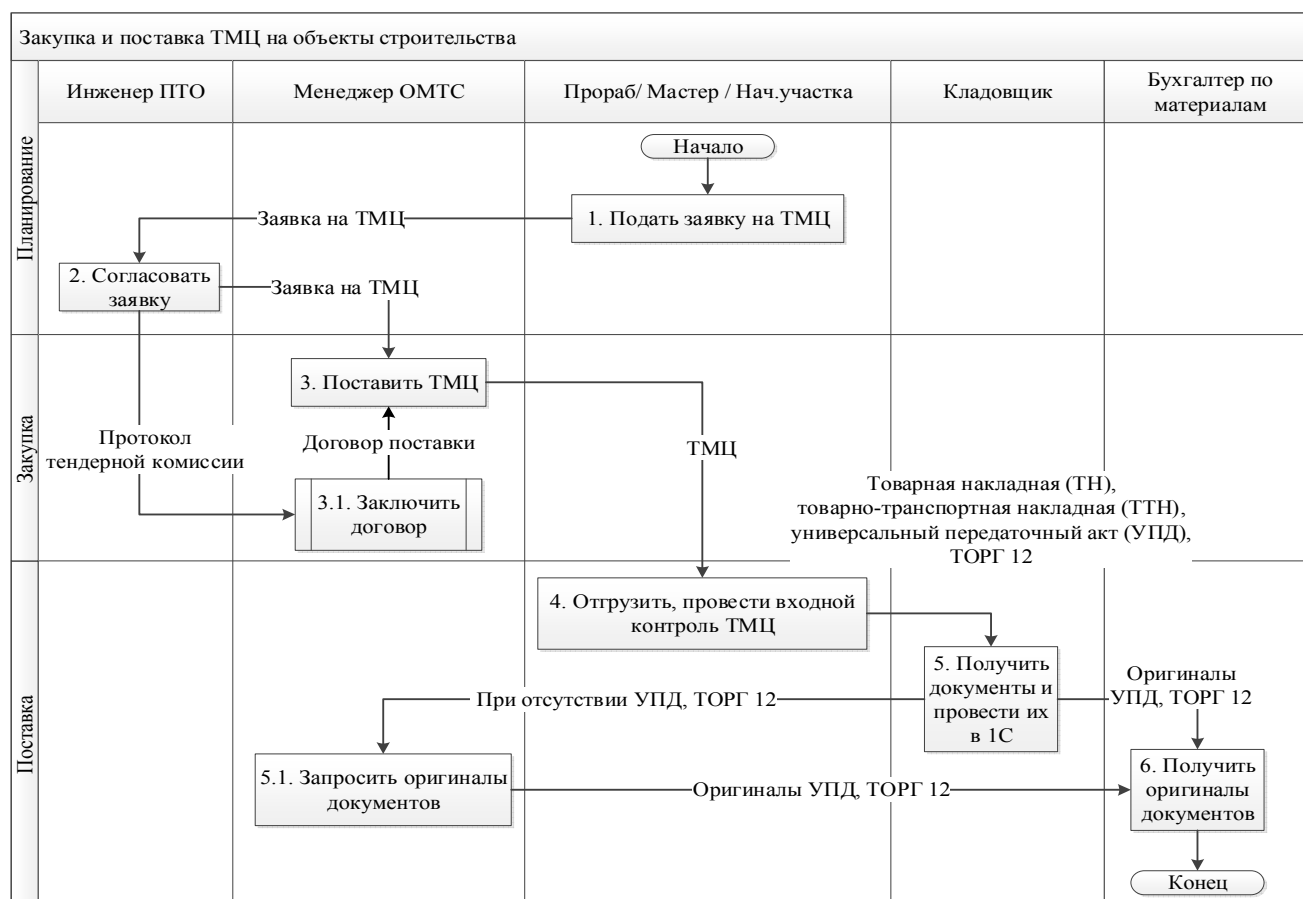 Закупка и поставка ТМЦ на объекты строительства
Инженер ПТО
Менеджер ОМТС
Прораб/ Мастер / Нач.участка
Кладовщик
Бухгалтер по
материалам
Планирование
Начало
1. Подать заявку на ТМЦ
Заявка на ТМЦ
2. Согласовать
заявку
Заявка на ТМЦ
Закупка
3. Поставить ТМЦ
Протокол
тендерной комиссии
Договор поставки
ТМЦ
3.1. Заключить
договор
Товарная накладная (ТН),
товарно-транспортная накладная (ТТН),
универсальный передаточный акт (УПД),
ТОРГ 12
Поставка
4. Отгрузить, провести входной
контроль ТМЦ
5. Получить
документы и
провести их
в 1С
При отсутствии УПД, ТОРГ 12
Оригиналы
УПД, ТОРГ 12
5.1. Запросить оригиналы
документов
Оригиналы УПД, ТОРГ 12
6. Получить
оригиналы
документов
Конец